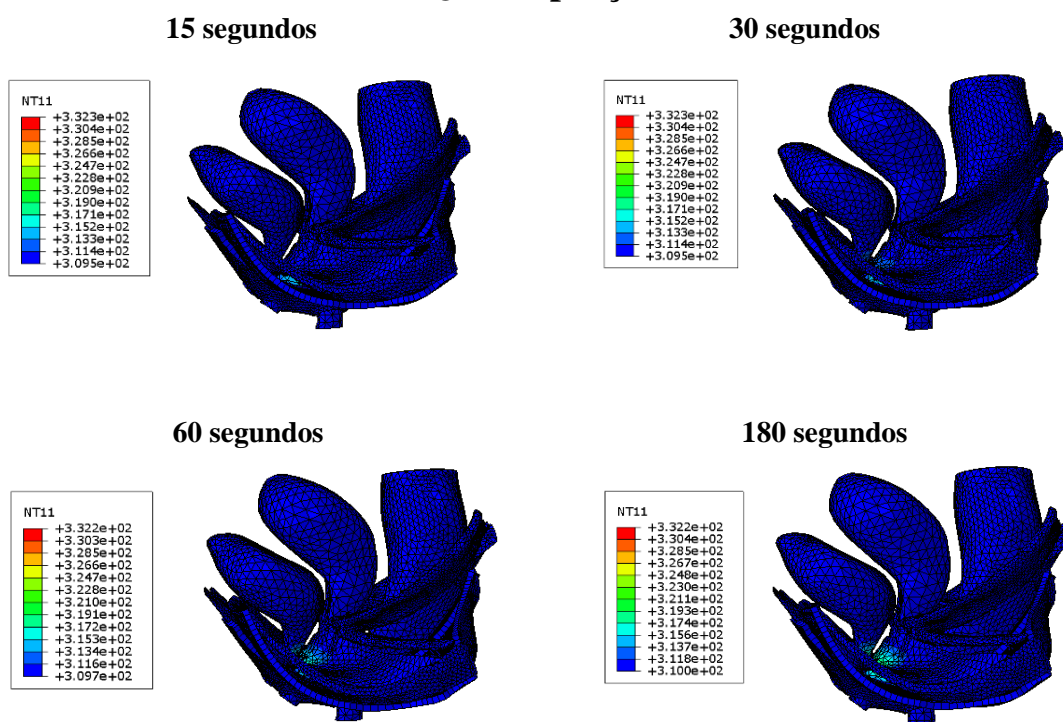 15 segundos
30 segundos
NT11
+3.323e+02
+3.304e+02
+3.285e+02
+3.266e+02
+3.247e+02
+3.228e+02
+3.209e+02
+3.190e+02
+3.171e+02
+3.152e+02
+3.133e+02
+3.114e+02
+3.095e+02
NT11
+3.323e+02
+3.304e+02
+3.285e+02
+3.266e+02
+3.247e+02
+3.228e+02
+3.209e+02
+3.190e+02
+3.171e+02
+3.152e+02
+3.133e+02
+3.114e+02
+3.095e+02
60 segundos
180 segundos
NT11
+3.322e+02
+3.303e+02
+3.285e+02
+3.266e+02
+3.247e+02
+3.228e+02
+3.210e+02
+3.191e+02
+3.172e+02
+3.153e+02
+3.134e+02
+3.116e+02
+3.097e+02
NT11
+3.322e+02
+3.304e+02
+3.285e+02
+3.267e+02
+3.248e+02
+3.230e+02
+3.211e+02
+3.193e+02
+3.174e+02
+3.156e+02
+3.137e+02
+3.118e+02
+3.100e+02